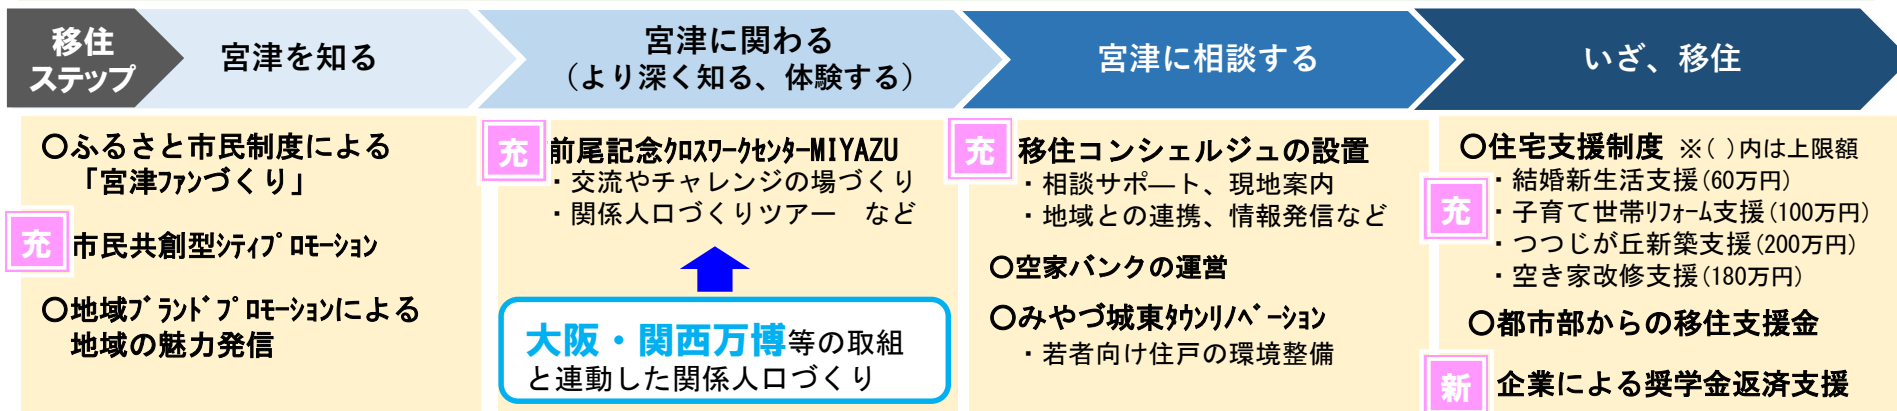 移住
ステップ
宮津を知る
宮津に関わる
（より深く知る、体験する）
宮津に相談する
いざ、移住
〇ふるさと市民制度による
「宮津ﾌｧﾝづくり」
充 市民共創型ｼﾃｨﾌﾟﾛﾓｰｼｮﾝ
〇地域ﾌﾞﾗﾝﾄﾞﾌﾟﾛﾓｰｼｮﾝによる
地域の魅力発信
充 前尾記念ｸﾛｽﾜｰｸｾﾝﾀｰMIYAZU
・交流やチャレンジの場づくり
・関係人口づくりツアー　など
大阪・関西万博等の取組
と連動した関係人口づくり
充 移住コンシェルジュの設置
・相談サポ―ト、現地案内
・地域との連携、情報発信など
〇空家バンクの運営
〇みやづ城東ﾀｳﾝﾘﾉﾍﾞｰｼｮﾝ
・若者向け住戸の環境整備
〇住宅支援制度 ※( )内は上限額
・結婚新生活支援(60万円)
充 ・子育て世帯ﾘﾌｫｰﾑ支援(100万円)
・つつじが丘新築支援(200万円)
・空き家改修支援(180万円)
〇都市部からの移住支援金
新 企業による奨学金返済支援